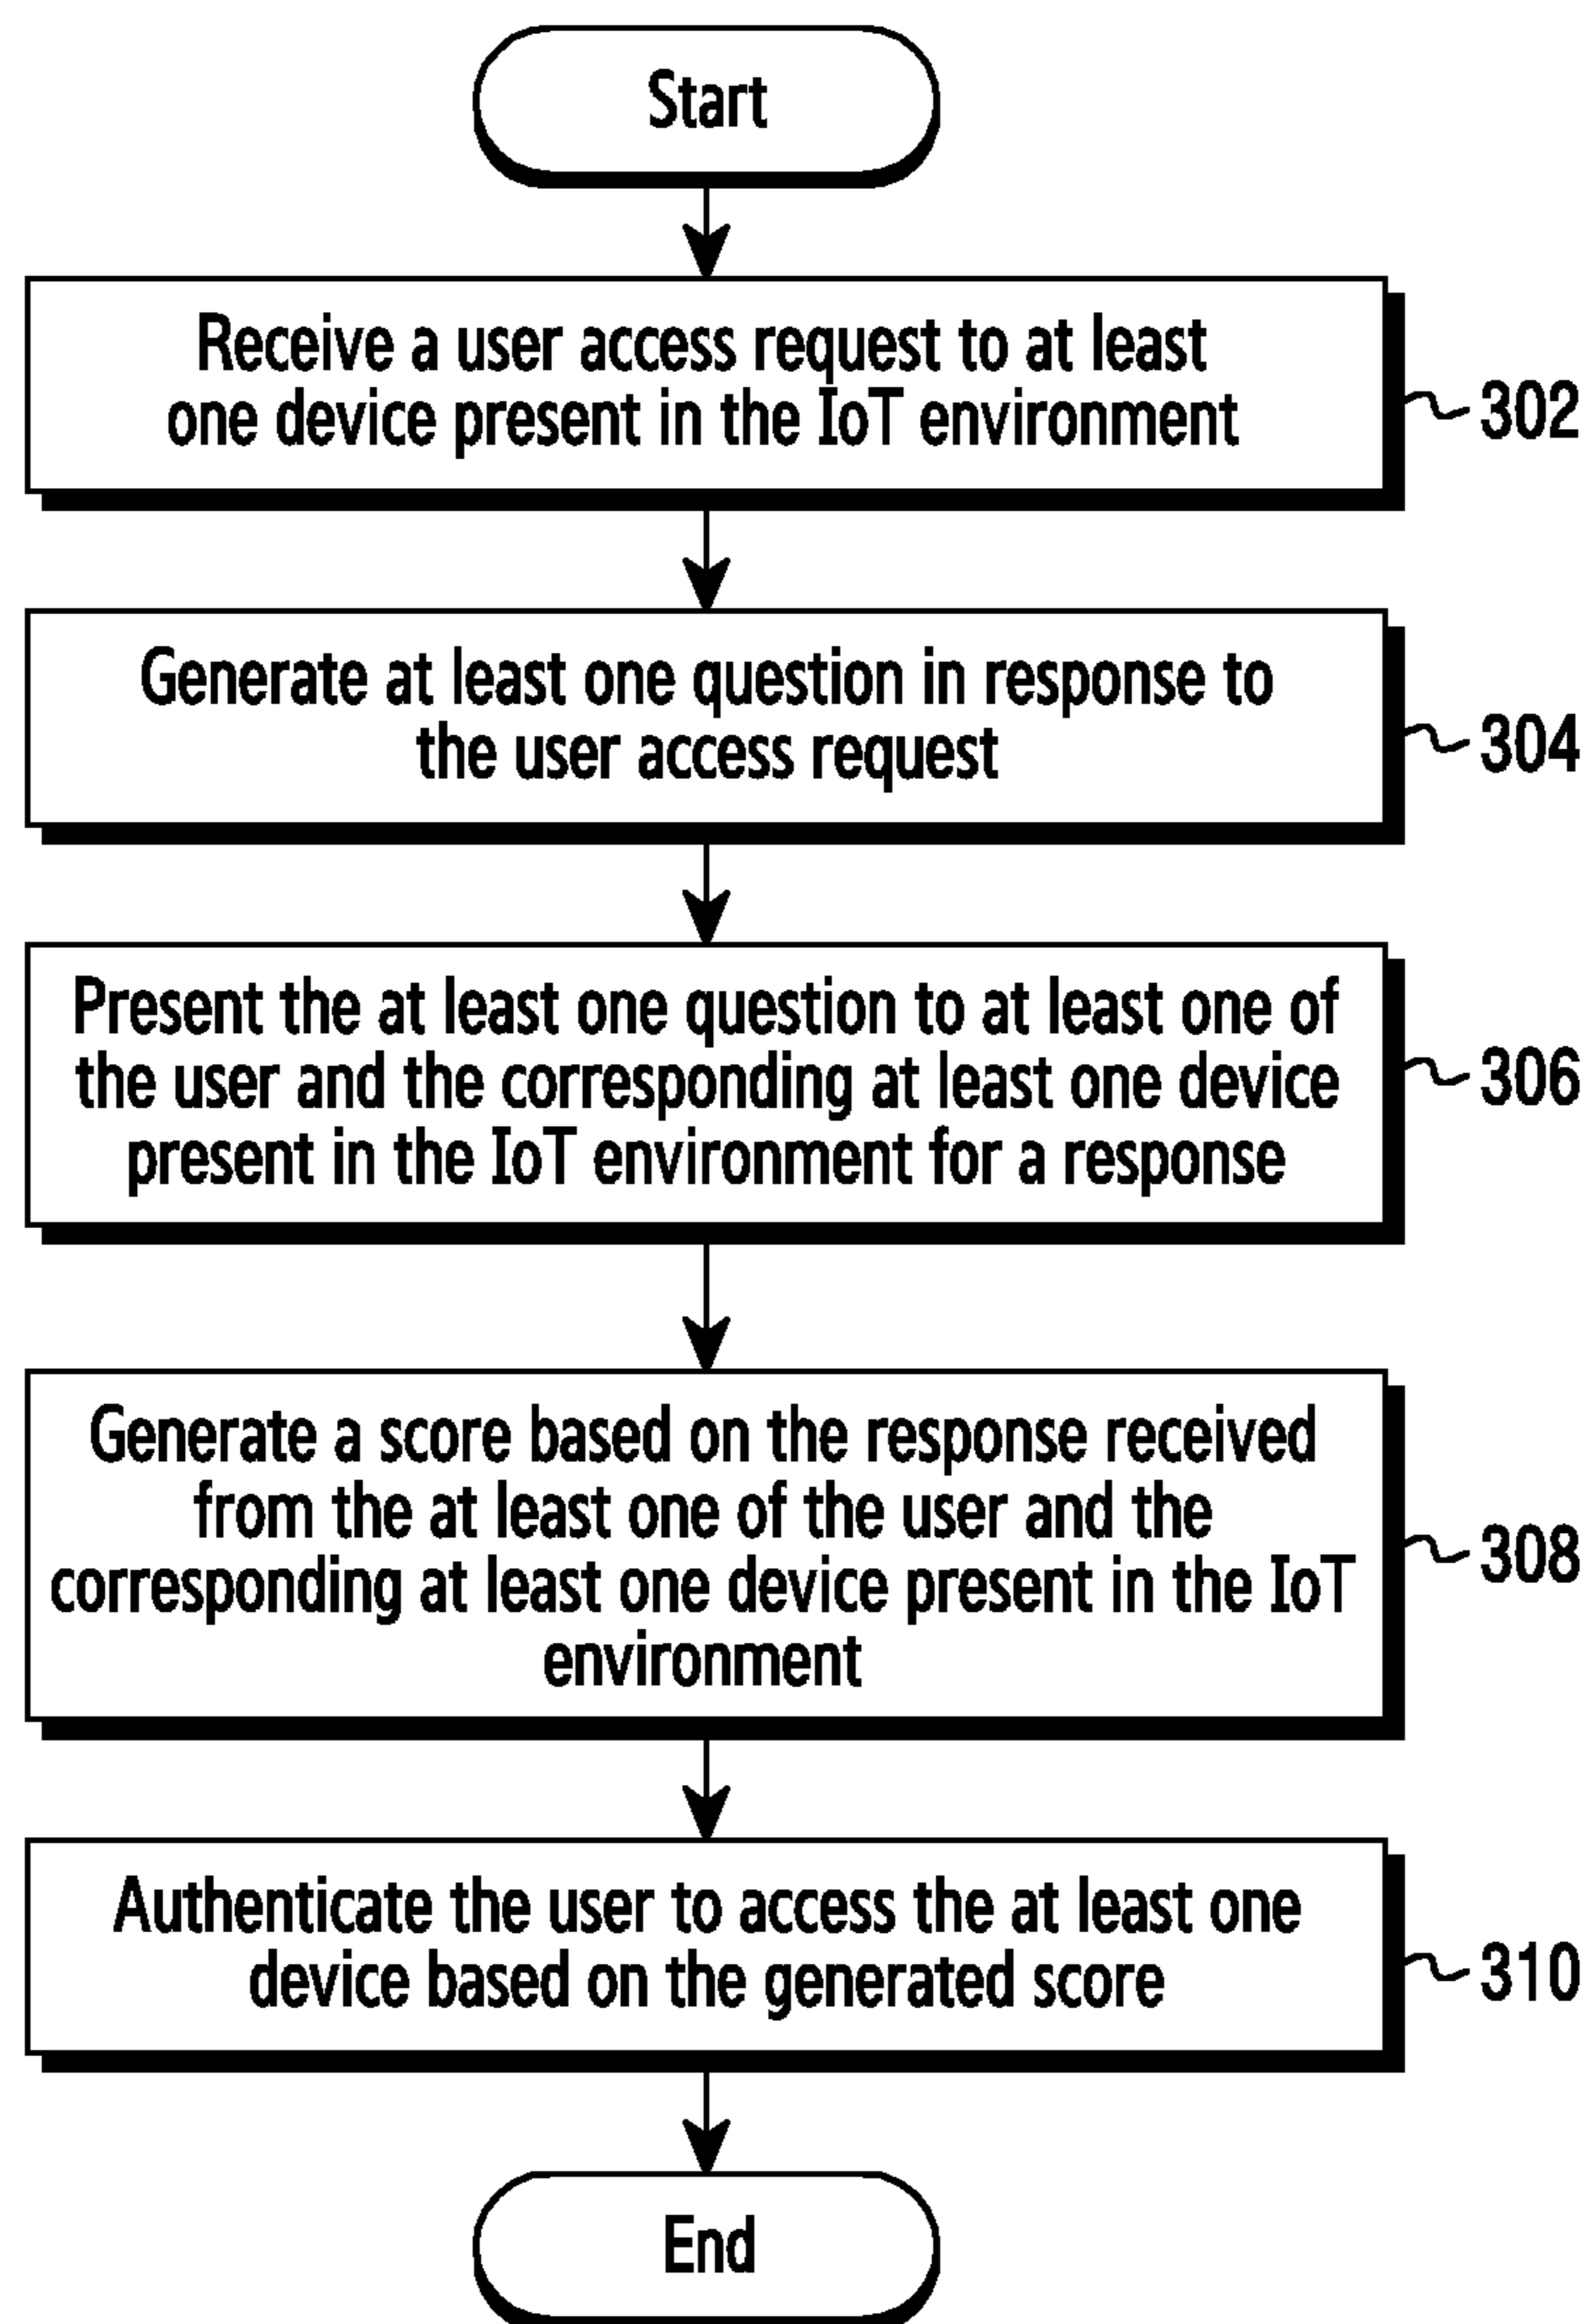 Start
Receive a user access request to at least
one device present in the IoT environment
302
Generate at least one question in response to
the user access request
304
Present the at least one question to at least one of
the user and the corresponding at least one device
present in the IoT environment for a response
306
Generate a score based on the response received
from the at least one of the user and the
corresponding at least one device present in the IoT
environment
308
Authenticate the user to access the at least one
device based on the generated score
310
End